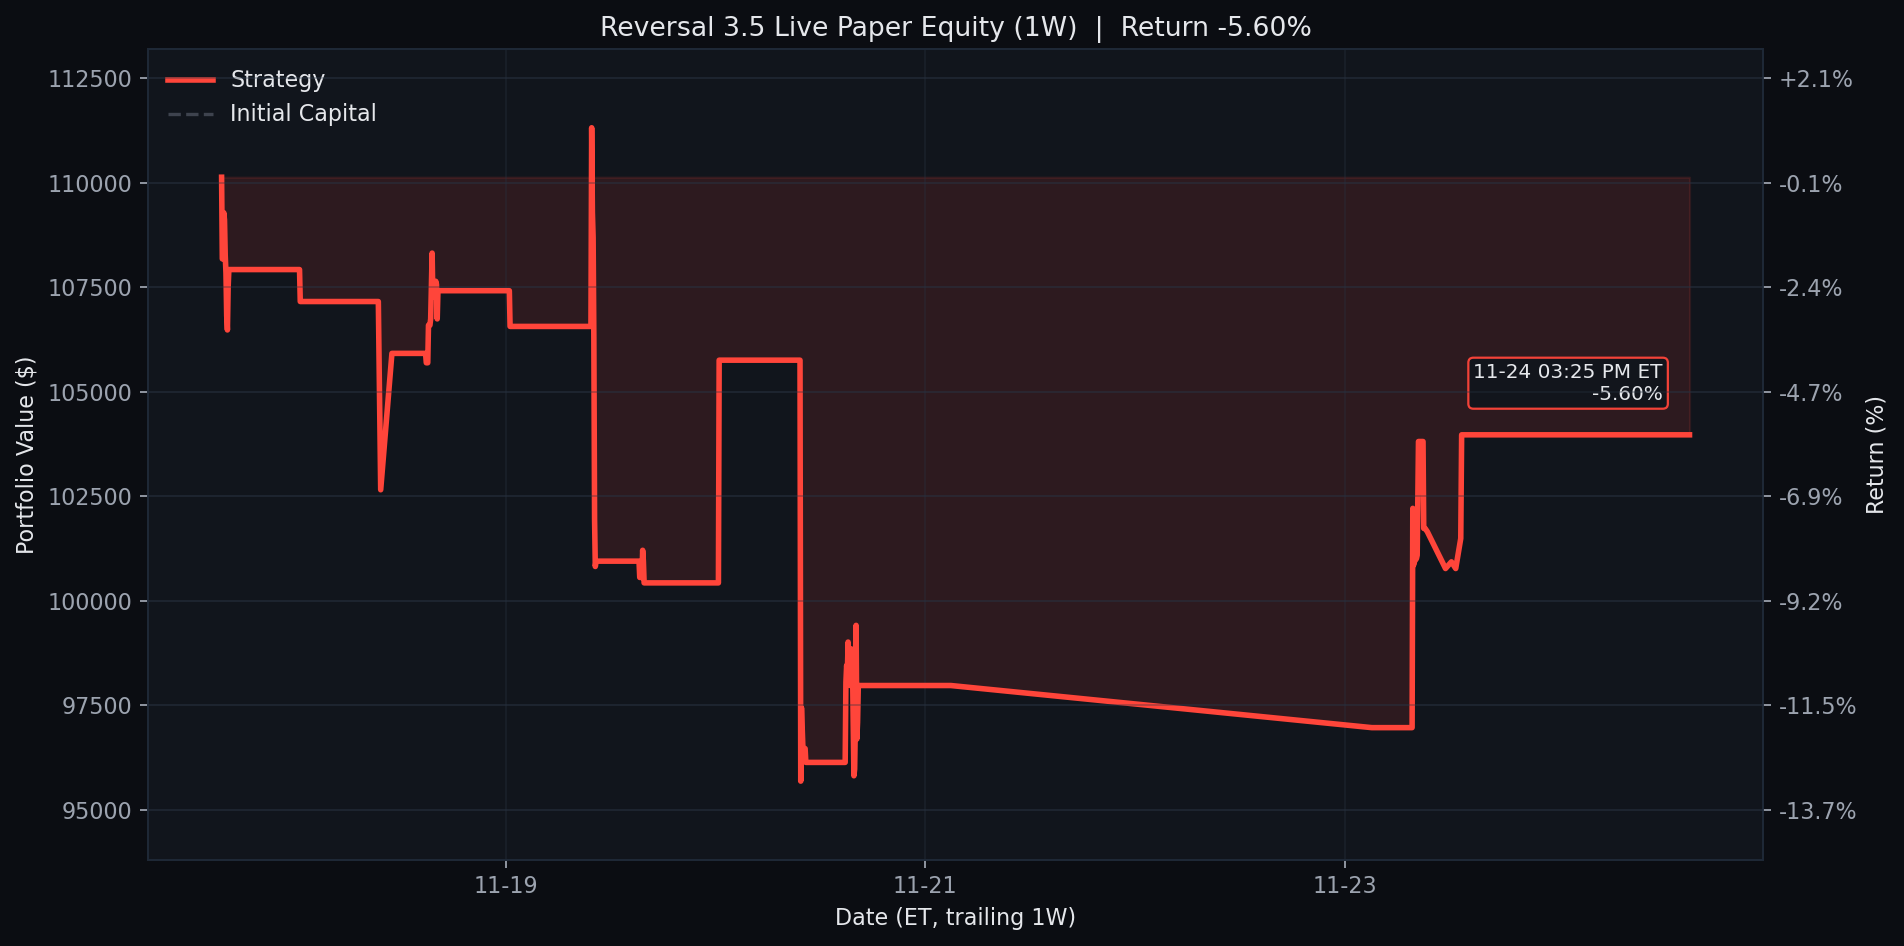 Reversal 3.5 Live Paper Equity (1W)  |  Return -5.60%
Strategy
Initial Capital
112500
110000
107500
105000
102500
100000
97500
95000
Portfolio Value ($)
+2.1%
-0.1%
-2.4%
-4.7%
-6.9%
-9.2%
-11.5%
-13.7%
Return (%)
11-24 03:25 PM ET
-5.60%
11-19
11-21
11-23
Date (ET, trailing 1W)